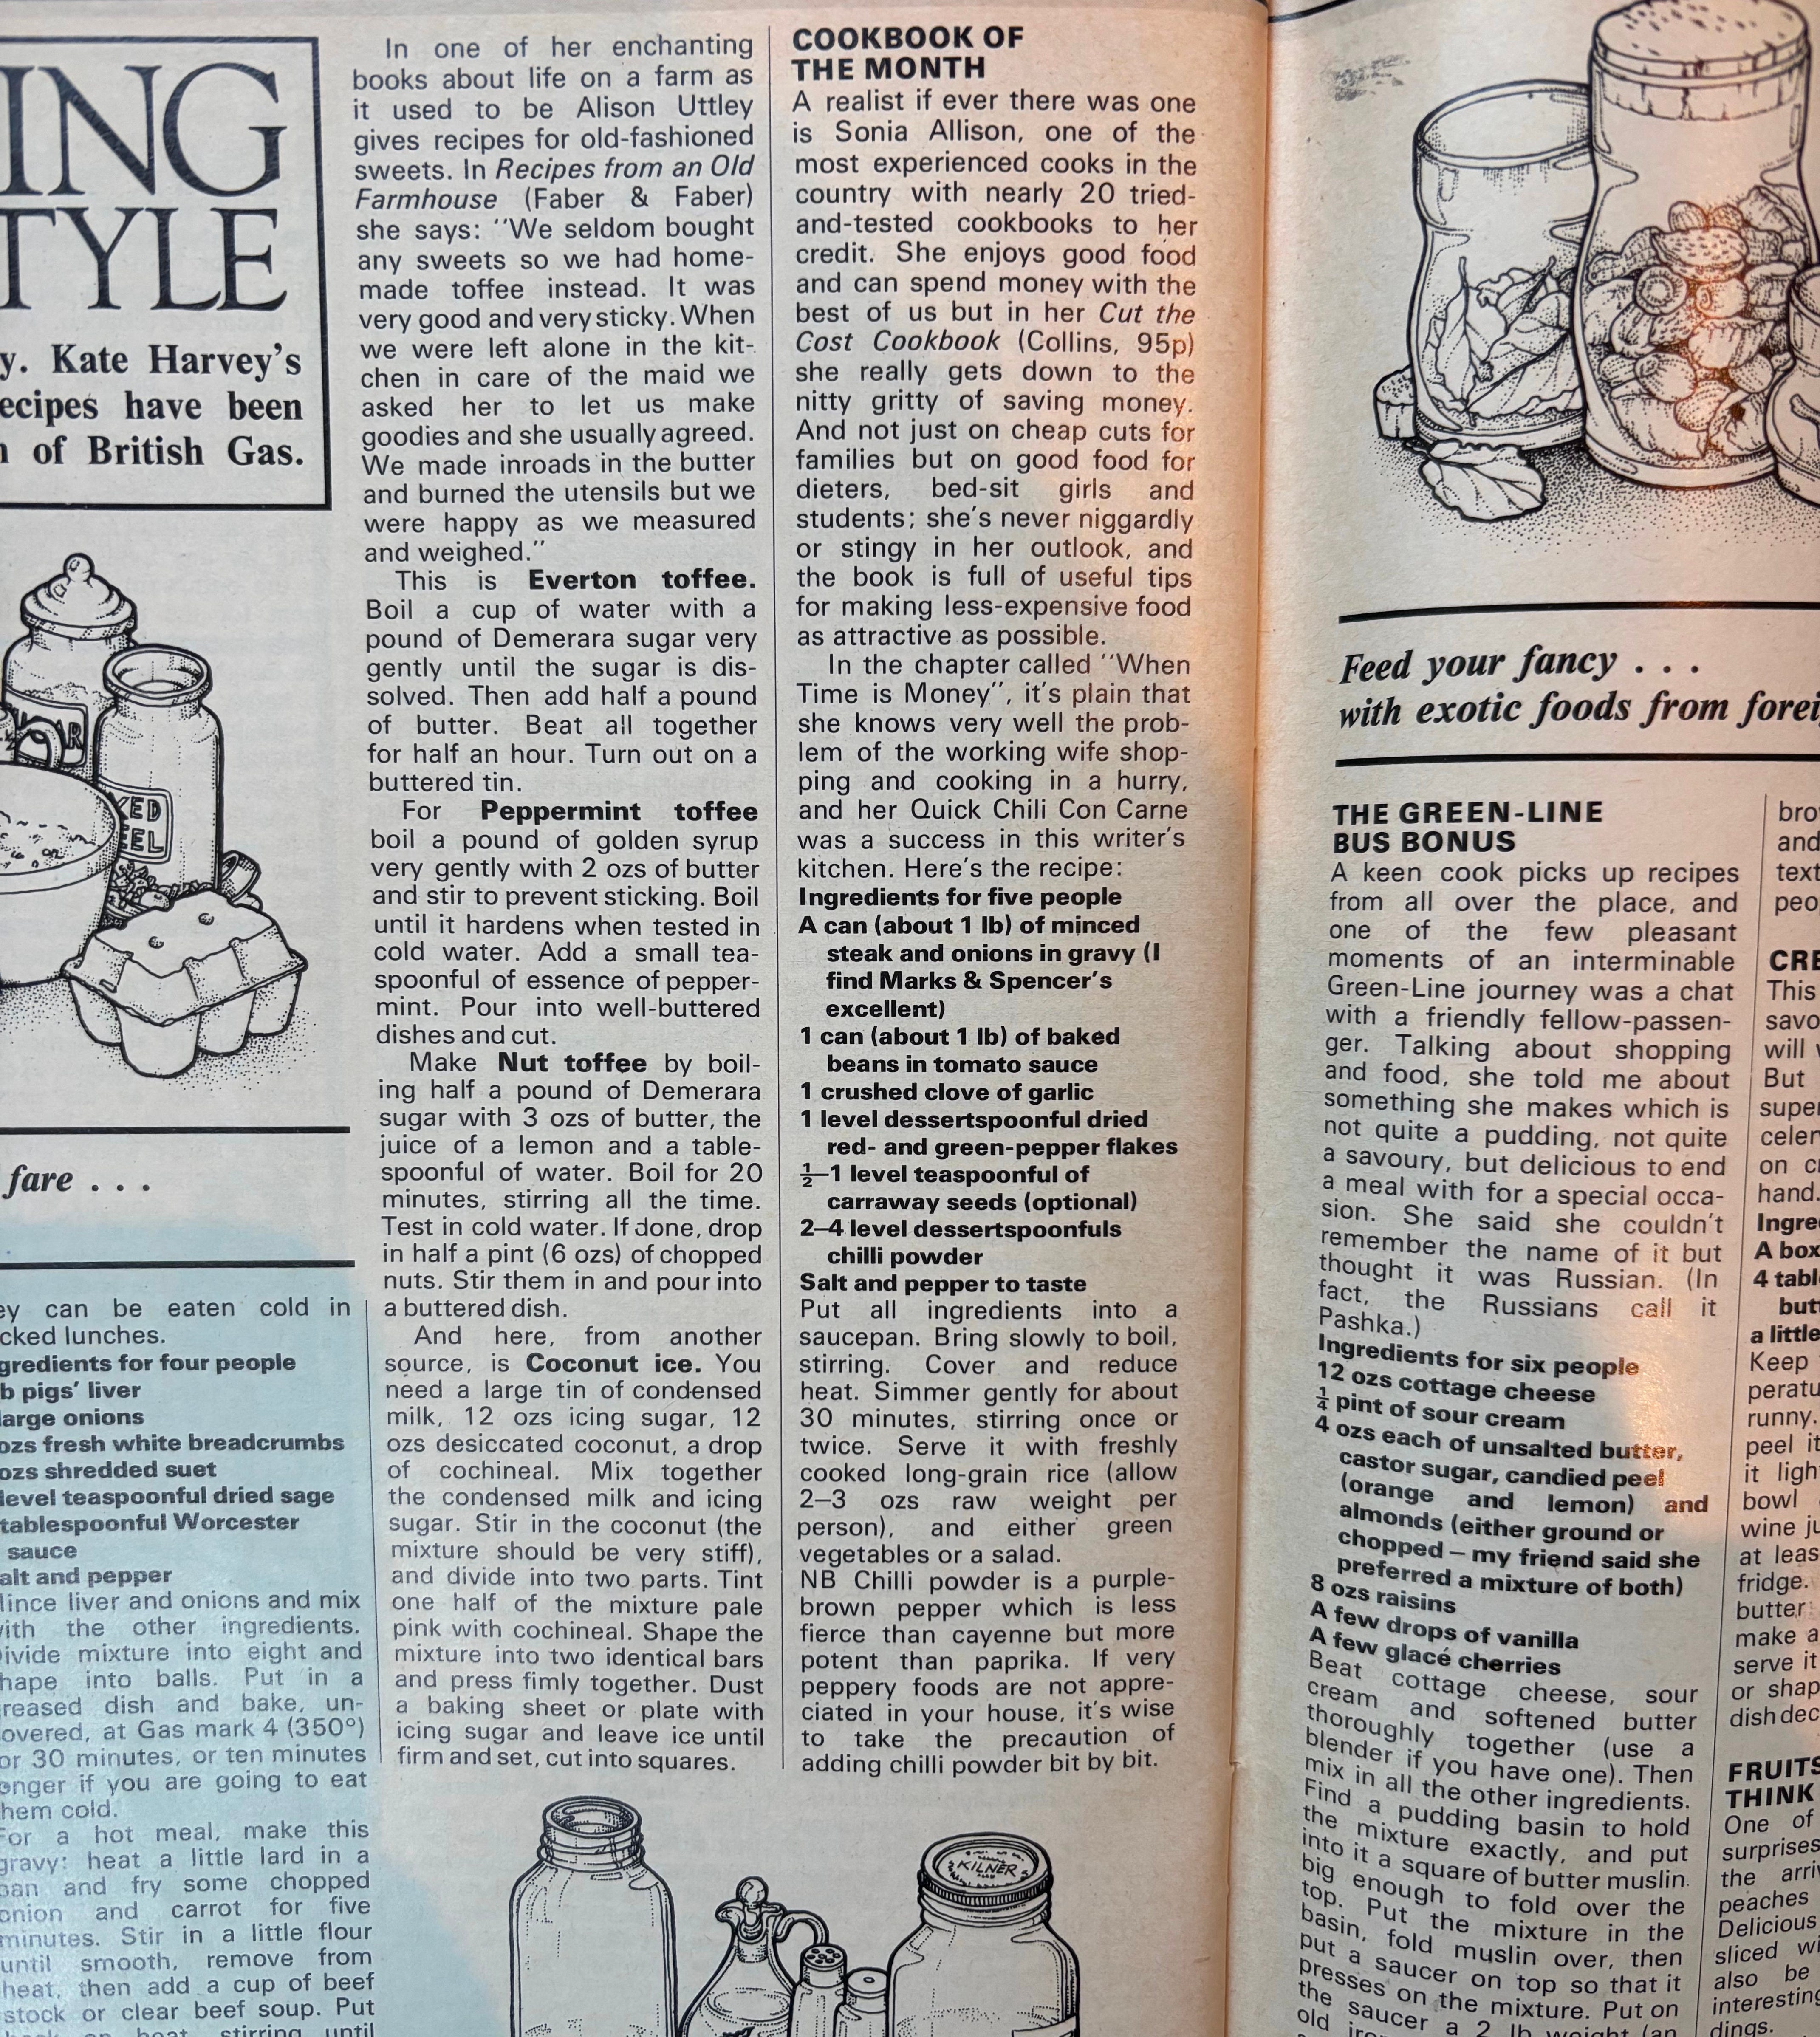 ING
TYLE
y. Kate Harvey's
ecipes have been
n of British Gas.
AR
XED
EEL
fare . . .
ey can be eaten cold in
cked lunches.
gredients for four people
b pigs' liver
large onions
ozs fresh white breadcrumbs
ozs shredded suet
level teaspoonful dried sage
tablespoonful Worcester
sauce
alt and pepper
Mince liver and onions and mix
with the other ingredients.
Divide mixture into eight and
shape into balls. Put in a
greased dish and bake, un-
covered, at Gas mark 4 (350°)
for 30 minutes, or ten minutes
longer if you are going to eat
them cold.
For a hot meal, make this
gravy: heat a little lard in a
pan and fry some chopped
onion and carrot for five
minutes. Stir in a little flour
until smooth, remove from
heat, then add a cup of beef
stock or clear beef soup. Put
back on heat, stirring until
In one of her enchanting
books about life on a farm as
it used to be Alison Uttley
gives recipes for old-fashioned
sweets. In Recipes from an Old
Farmhouse (Faber & Faber)
she says: "We seldom bought
any sweets so we had home-
made toffee instead. It was
very good and very sticky. When
we were left alone in the kit-
chen in care of the maid we
asked her to let us make
goodies and she usually agreed.
We made inroads in the butter
and burned the utensils but we
were happy as we measured
and weighed."
This is Everton toffee.
Boil a cup of water with a
pound of Demerara sugar very
gently until the sugar is dis-
solved. Then add half a pound
of butter. Beat all together
for half an hour. Turn out on a
buttered tin.
For Peppermint toffee
boil a pound of golden syrup
very gently with 2 ozs of butter
and stir to prevent sticking. Boil
until it hardens when tested in
cold water. Add a small tea-
spoonful of essence of pepper-
mint. Pour into well-buttered
dishes and cut.
Make Nut toffee by boil-
ing half a pound of Demerara
sugar with 3 ozs of butter, the
juice of a lemon and a table-
spoonful of water. Boil for 20
minutes, stirring all the time.
Test in cold water. If done, drop
in half a pint (6 ozs) of chopped
nuts. Stir them in and pour into
a buttered dish.
And here, from another
source, is Coconut ice. You
need a large tin of condensed
milk, 12 ozs icing sugar, 12
ozs desiccated coconut, a drop
of cochineal. Mix together
the condensed milk and icing
sugar. Stir in the coconut (the
mixture should be very stiff),
and divide into two parts. Tint
one half of the mixture pale
pink with cochineal. Shape the
mixture into two identical bars
and press fimly together. Dust
a baking sheet or plate with
icing sugar and leave ice until
firm and set, cut into squares.
COOKBOOK OF
THE MONTH
A realist if ever there was one
is Sonia Allison, one of the
most experienced cooks in the
country with nearly 20 tried-
and-tested cookbooks to her
credit. She enjoys good food
and can spend money with the
best of us but in her Cut the
Cost Cookbook (Collins, 95p)
she really gets down to the
nitty gritty of saving money.
And not just on cheap cuts for
families but on good food for
dieters, bed-sit girls and
students; she's never niggardly
or stingy in her outlook, and
the book is full of useful tips
for making less-expensive food
as attractive as possible.
In the chapter called "When
Time is Money", it's plain that
she knows very well the prob-
lem of the working wife shop-
ping and cooking in a hurry,
and her Quick Chili Con Carne
was a success in this writer's
kitchen. Here's the recipe:
Ingredients for five people
A can (about 1 lb) of minced
steak and onions in gravy (I
find Marks & Spencer's
excellent)
1 can (about 1 lb) of baked
beans in tomato sauce
1 crushed clove of garlic
1 level dessertspoonful dried
red- and green-pepper flakes
½–1 level teaspoonful of
carraway seeds (optional)
2–4 level dessertspoonfuls
chilli powder
Salt and pepper to taste
Put all ingredients into a
saucepan. Bring slowly to boil,
stirring. Cover and reduce
heat. Simmer gently for about
30 minutes, stirring once or
twice. Serve it with freshly
cooked long-grain rice (allow
2–3 ozs raw weight per
person), and either green
vegetables or a salad.
NB Chilli powder is a purple-
brown pepper which is less
fierce than cayenne but more
potent than paprika. If very
peppery foods are not appre-
ciated in your house, it's wise
to take the precaution of
adding chilli powder bit by bit.
KILNER
Feed your fancy . . .
with exotic foods from forei
THE GREEN-LINE
BUS BONUS
A keen cook picks up recipes
from all over the place, and
one of the few pleasant
moments of an interminable
Green-Line journey was a chat
with a friendly fellow-passen-
ger. Talking about shopping
and food, she told me about
something she makes which is
not quite a pudding, not quite
a savoury, but delicious to end
a meal with for a special occa-
sion. She said she couldn't
remember the name of it but
thought it was Russian. (In
fact, the Russians call it
Pashka.)
Ingredients for six people
12 ozs cottage cheese
¼ pint of sour cream
4 ozs each of unsalted butter,
castor sugar, candied peel
(orange and lemon) and
almonds (either ground or
chopped – my friend said she
preferred a mixture of both)
8 ozs raisins
A few drops of vanilla
A few glacé cherries
Beat cottage cheese, sour
cream and softened butter
thoroughly together (use a
blender if you have one). Then
mix in all the other ingredients.
Find a pudding basin to hold
the mixture exactly, and put
into it a square of butter muslin
big enough to fold over the
top. Put the mixture in the
basin, fold muslin over, then
put a saucer on top so that it
presses on the mixture. Put on
the saucer a 2 lb weight (an
old iron
bro
and
text
peo
CRE
This
savo
will
But
super
celer
on c
hand.
Ingre
A box
4 tabl
butt
a little
Keep
peratu
runny.
peel it
it ligh
bowl
wine ju
at leas
fridge.
butter
make a
serve it
or shap
dish dec
FRUITS
THINK
One of
surprises
the arri
peaches
Delicious
sliced wi
also be
interesting
dings.